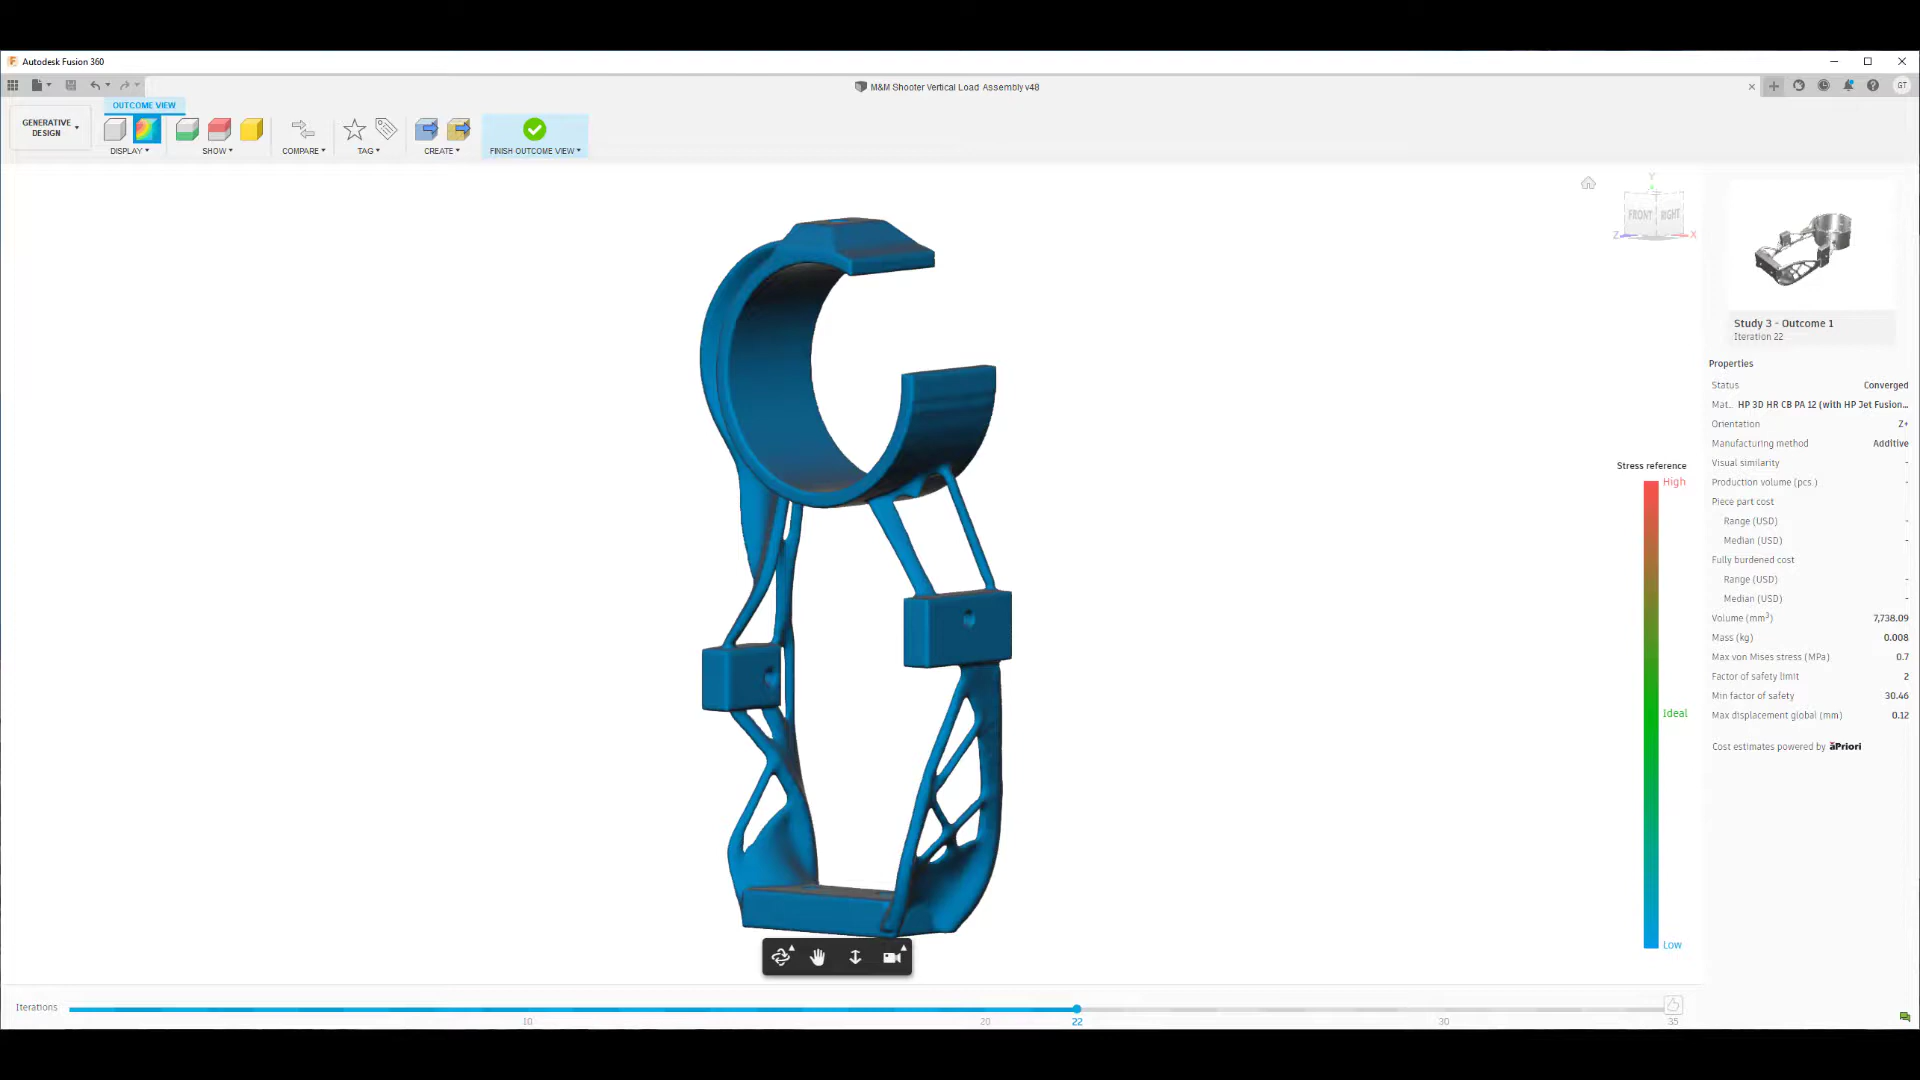 Autodesk Fusion 360
M&M Shooter Vertical Load Assembly v48
GT
OUTCOME VIEW
GENERATIVE
DESIGN
DISPLAY
SHOW
COMPARE
TAG
CREATE
FINISH OUTCOME VIEW
Y
FRONT
RIGHT
Z
X
Study 3 - Outcome 1
Iteration 22
Properties
Status Converged
Mat... HP 3D HR CB PA 12 (with HP Jet Fusion...
Orientation Z+
Manufacturing method Additive
Visual similarity -
Production volume (pcs.) -
Piece part cost
Range (USD) -
Median (USD) -
Fully burdened cost
Range (USD) -
Median (USD) -
Volume (mm³) 7,738.09
Mass (kg) 0.008
Max von Mises stress (MPa) 0.7
Factor of safety limit 2
Min factor of safety 30.46
Max displacement global (mm) 0.12
Cost estimates powered by aPriori
Stress reference
High
Ideal
Low
Iterations
10 20 22 30 35